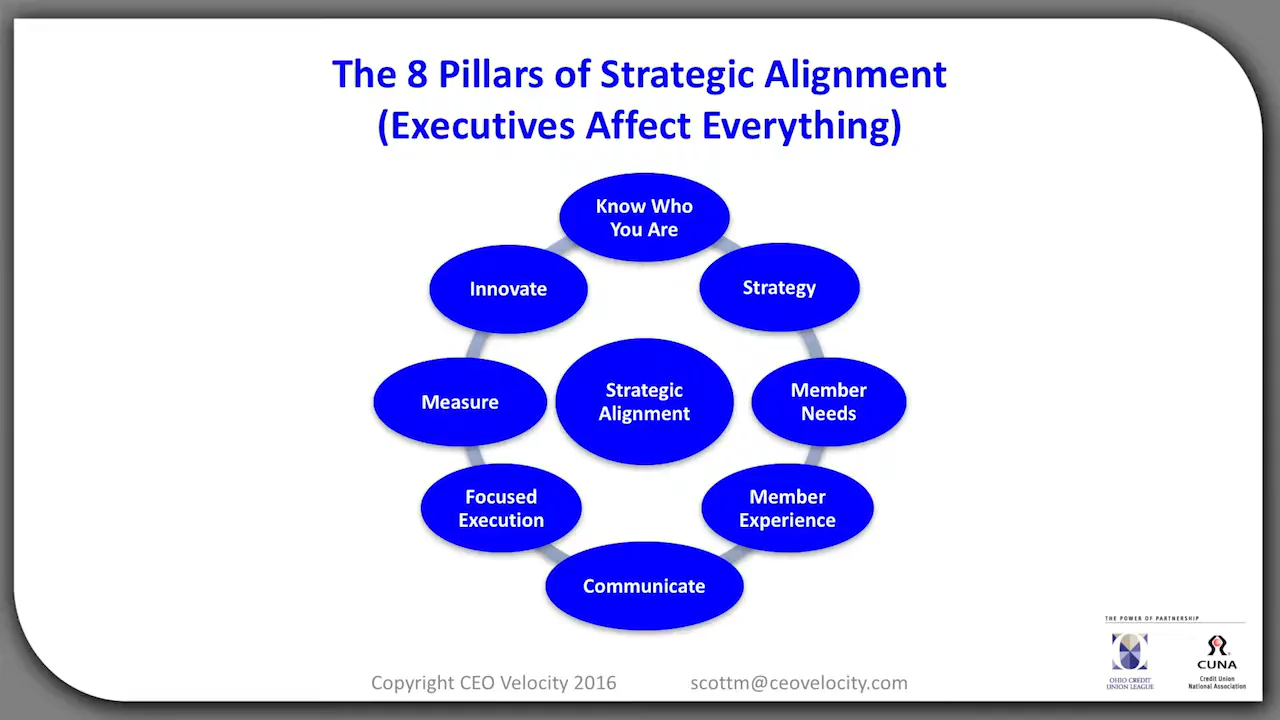 The 8 Pillars of Strategic Alignment
(Executives Affect Everything)
Know Who
You Are
Strategy
Member
Needs
Member
Experience
Communicate
Focused
Execution
Measure
Innovate
Strategic
Alignment
THE POWER OF PARTNERSHIP
OHIO CREDIT
UNION LEAGUE
CUNA
Credit Union
National Association
Copyright CEO Velocity 2016
scottm@ceovelocity.com